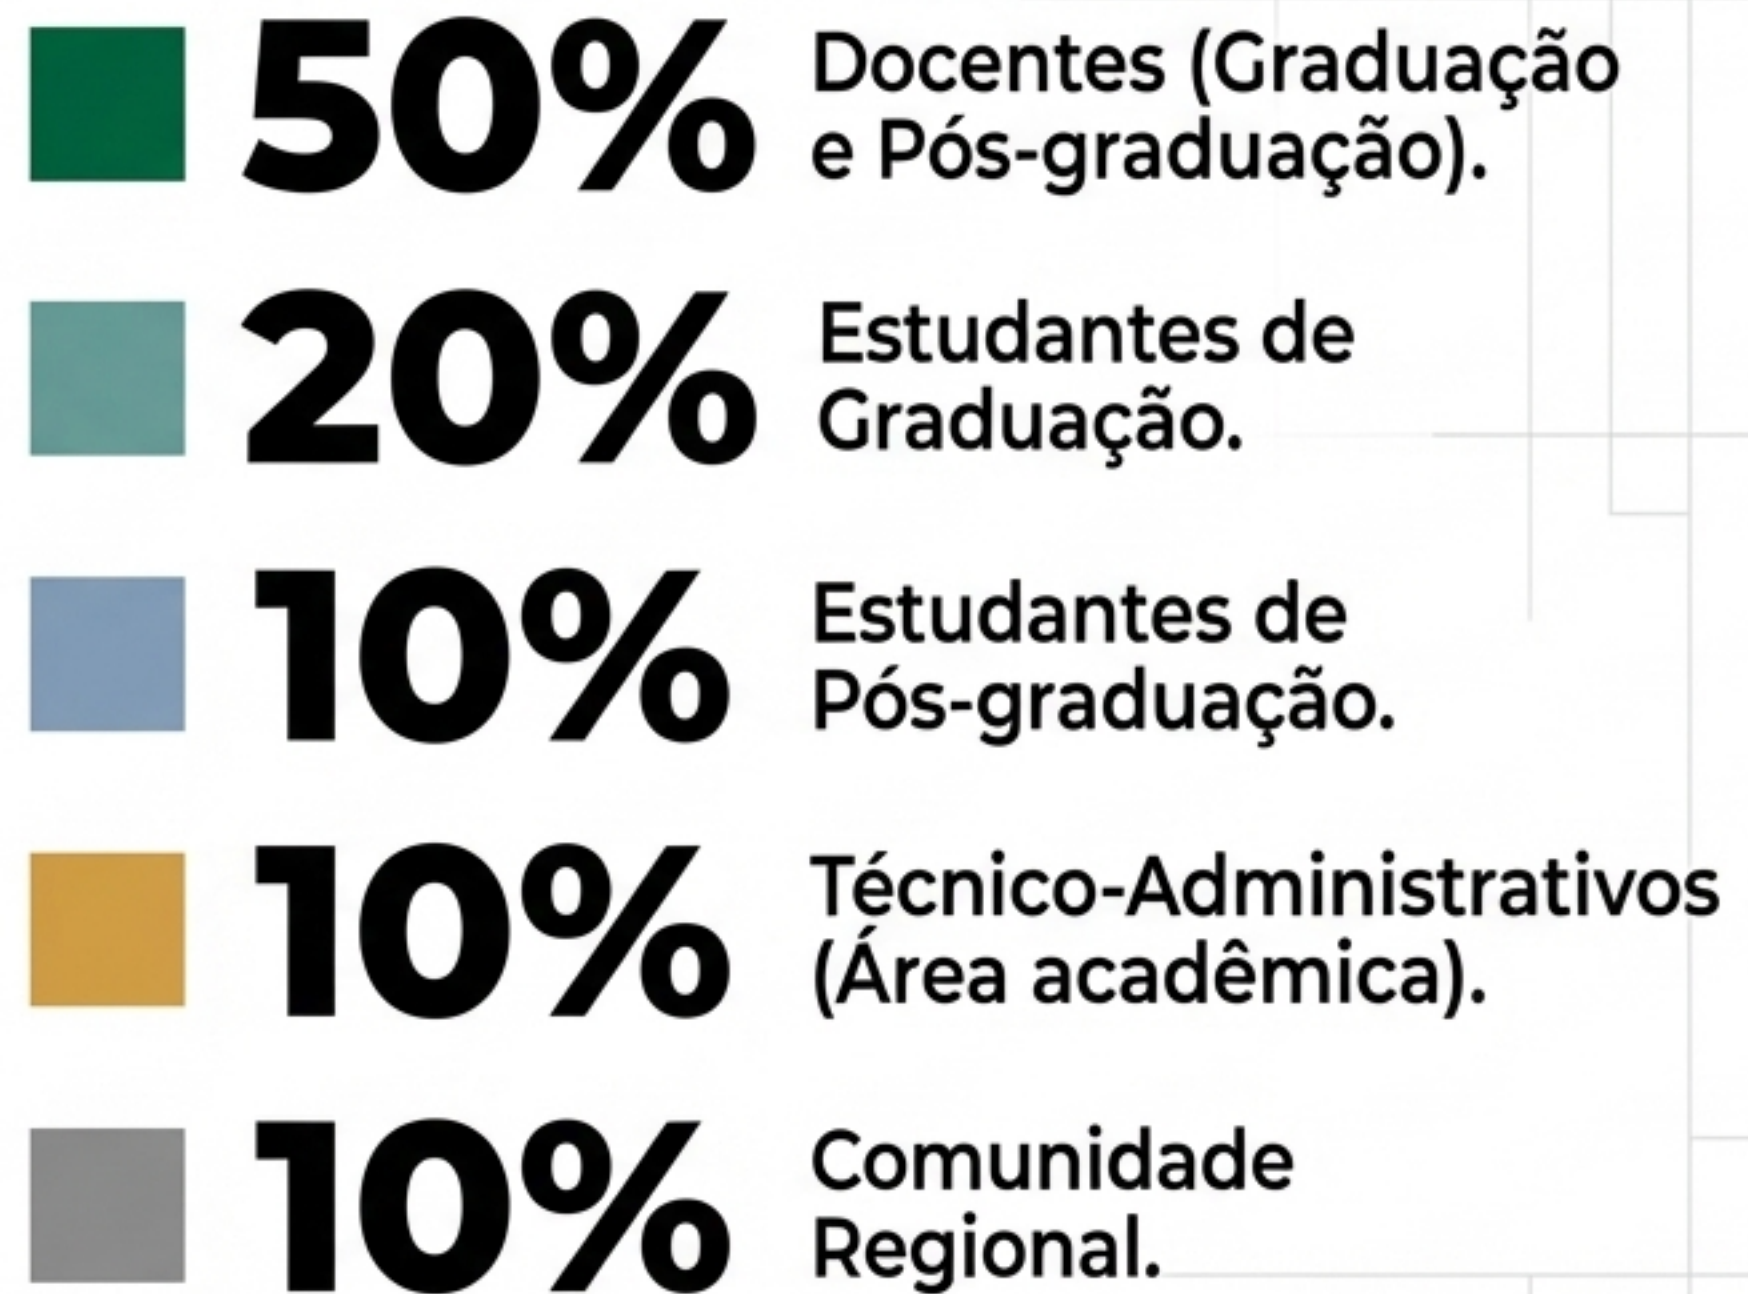 50% Docentes (Graduação
e Pós-graduação).
20% Estudantes de
Graduação.
10% Estudantes de
Pós-graduação.
10% Técnico-Administrativos
(Área acadêmica).
10% Comunidade
Regional.